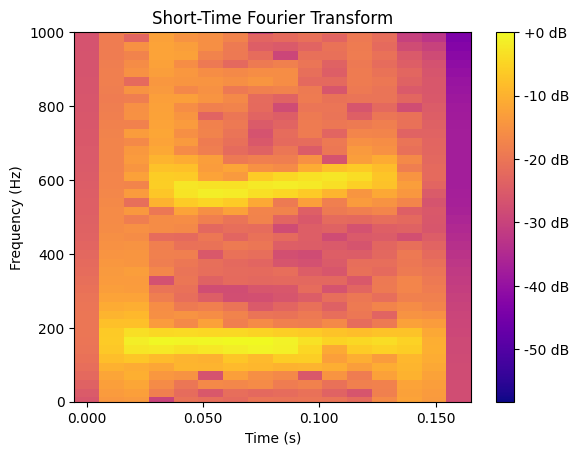 Short-Time Fourier Transform
1000
800
600
400
200
0
Frequency (Hz)
0.000
0.050
0.100
0.150
Time (s)
+0 dB
-10 dB
-20 dB
-30 dB
-40 dB
-50 dB